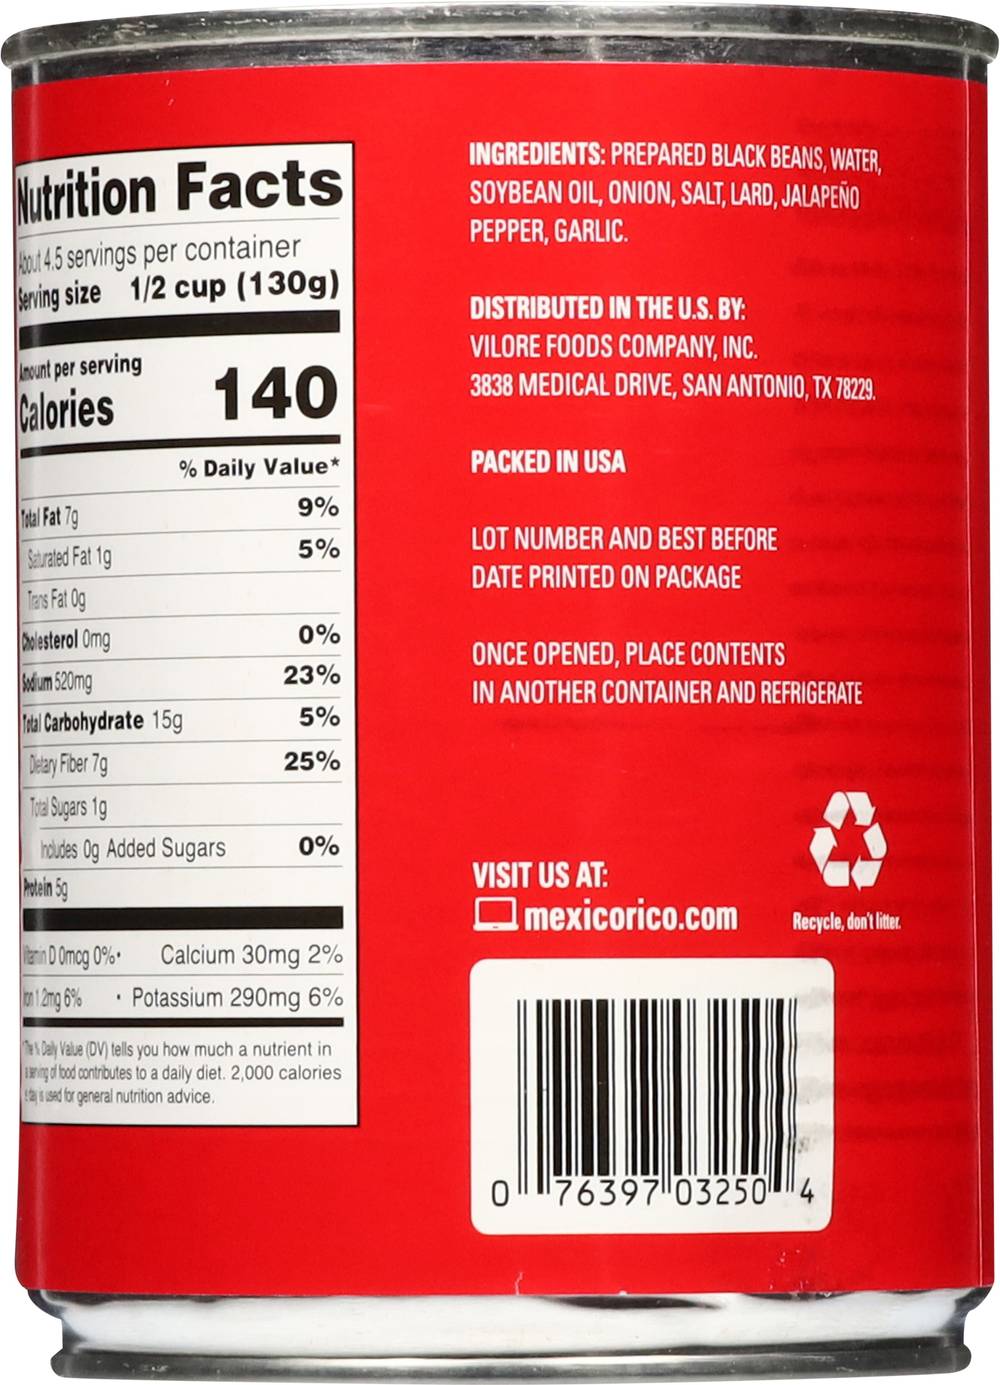 Nutrition Facts
About 4.5 servings per container
Serving size 1/2 cup (130g)
Amount per serving
Calories 140
% Daily Value*
Total Fat 7g 9%
Saturated Fat 1g 5%
Trans Fat 0g
Cholesterol 0mg 0%
Sodium 520mg 23%
Total Carbohydrate 15g 5%
Dietary Fiber 7g 25%
Total Sugars 1g
Includes 0g Added Sugars 0%
Protein 5g
Vitamin D 0mcg 0% • Calcium 30mg 2%
Iron 1.2mg 6% • Potassium 290mg 6%
*The % Daily Value (DV) tells you how much a nutrient in
a serving of food contributes to a daily diet. 2,000 calories
a day is used for general nutrition advice.
INGREDIENTS: PREPARED BLACK BEANS, WATER,
SOYBEAN OIL, ONION, SALT, LARD, JALAPEÑO
PEPPER, GARLIC.
DISTRIBUTED IN THE U.S. BY:
VILORE FOODS COMPANY, INC.
3838 MEDICAL DRIVE, SAN ANTONIO, TX 78229.
PACKED IN USA
LOT NUMBER AND BEST BEFORE
DATE PRINTED ON PACKAGE
ONCE OPENED, PLACE CONTENTS
IN ANOTHER CONTAINER AND REFRIGERATE
VISIT US AT:
mexicorico.com
Recycle, don't litter.
0 76397 03250 4